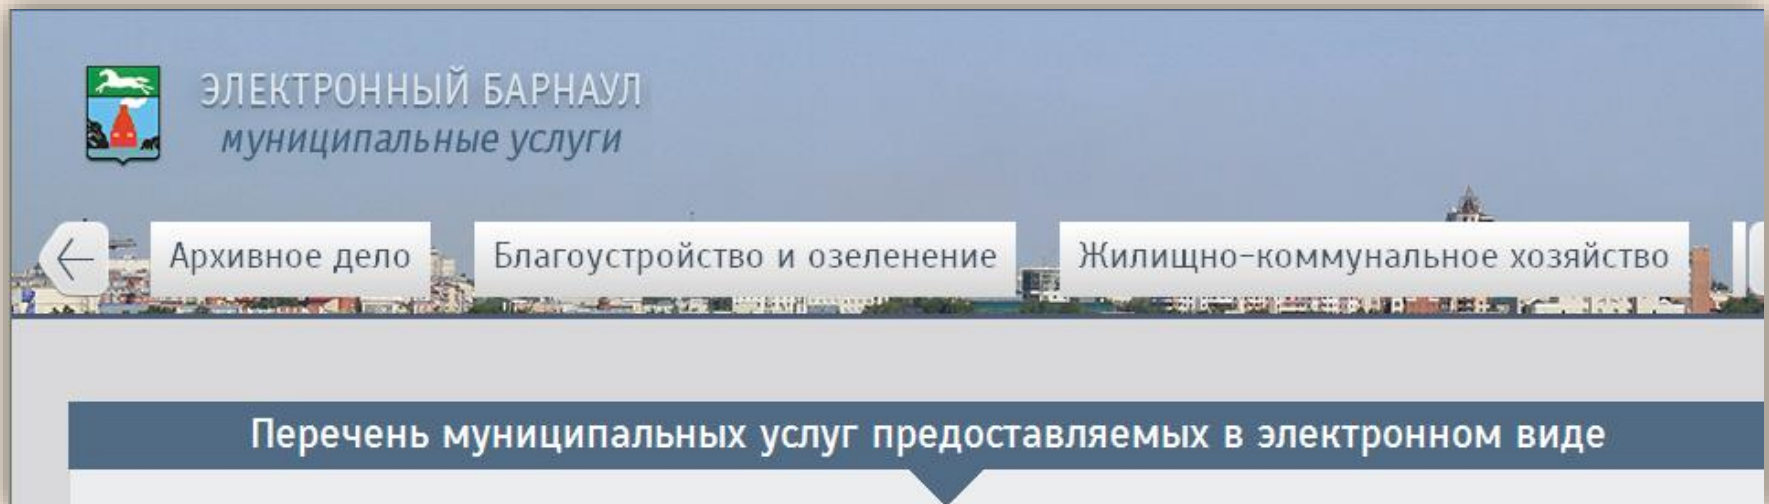 ЭЛЕКТРОННЫЙ БАРНАУЛ
муниципальные услуги
Архивное дело
Благоустройство и озеленение
Жилищно-коммунальное хозяйство
Перечень муниципальных услуг предоставляемых в электронном виде